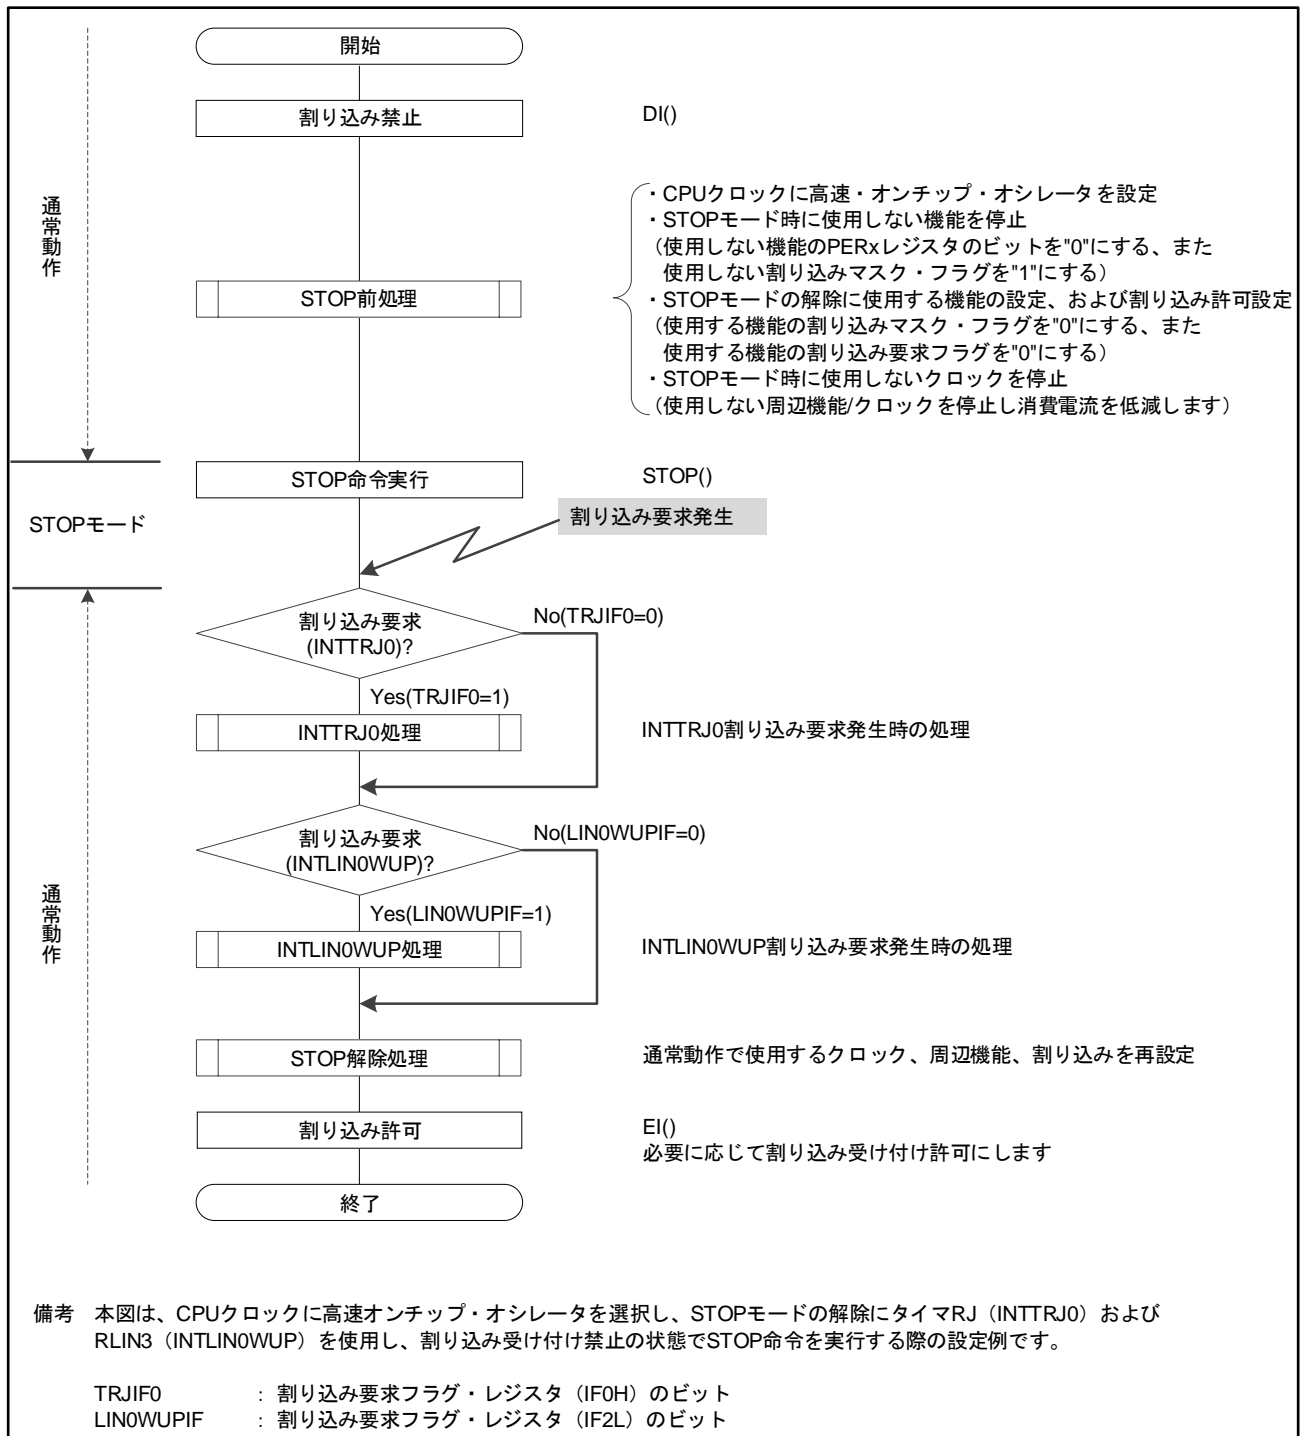 開始
割り込み禁止
DI()
通常動作
STOP前処理
・CPUクロックに高速・オンチップ・オシレータを設定
・STOPモード時に使用しない機能を停止
（使用しない機能のPERxレジスタのビットを"0"にする、また
使用しない割り込みマスク・フラグを"1"にする）
・STOPモードの解除に使用する機能の設定、および割り込み許可設定
（使用する機能の割り込みマスク・フラグを"0"にする、また
使用する機能の割り込み要求フラグを"0"にする）
・STOPモード時に使用しないクロックを停止
（使用しない周辺機能/クロックを停止し消費電流を低減します）
STOP命令実行
STOP()
STOPモード
割り込み要求発生
割り込み要求
(INTTRJ0)?
No(TRJIF0=0)
Yes(TRJIF0=1)
INTTRJ0処理
INTTRJ0割り込み要求発生時の処理
割り込み要求
(INTLIN0WUP)?
No(LIN0WUPIF=0)
Yes(LIN0WUPIF=1)
通常動作
INTLIN0WUP処理
INTLIN0WUP割り込み要求発生時の処理
STOP解除処理
通常動作で使用するクロック、周辺機能、割り込みを再設定
割り込み許可
EI()
必要に応じて割り込み受け付け許可にします
終了
備考 本図は、CPUクロックに高速オンチップ・オシレータを選択し、STOPモードの解除にタイマRJ（INTTRJ0）および
RLIN3（INTLIN0WUP）を使用し、割り込み受け付け禁止の状態でSTOP命令を実行する際の設定例です。
TRJIF0 : 割り込み要求フラグ・レジスタ（IF0H）のビット
LIN0WUPIF : 割り込み要求フラグ・レジスタ（IF2L）のビット